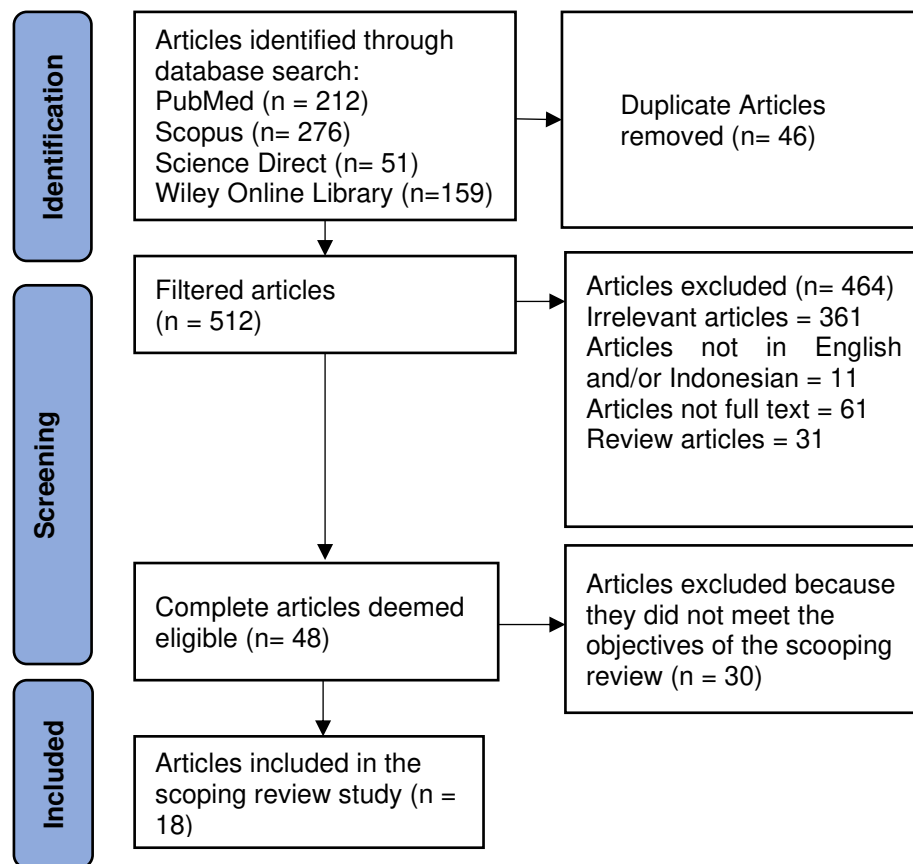 Identification
Articles identified through
database search:
PubMed (n = 212)
Scopus (n= 276)
Science Direct (n= 51)
Wiley Online Library (n=159)
Duplicate Articles
removed (n= 46)
Screening
Filtered articles
(n = 512)
Articles excluded (n= 464)
Irrelevant articles = 361
Articles not in English
and/or Indonesian = 11
Articles not full text = 61
Review articles = 31
Complete articles deemed
eligible (n= 48)
Articles excluded because
they did not meet the
objectives of the scooping
review (n = 30)
Included
Articles included in the
scoping review study (n =
18)